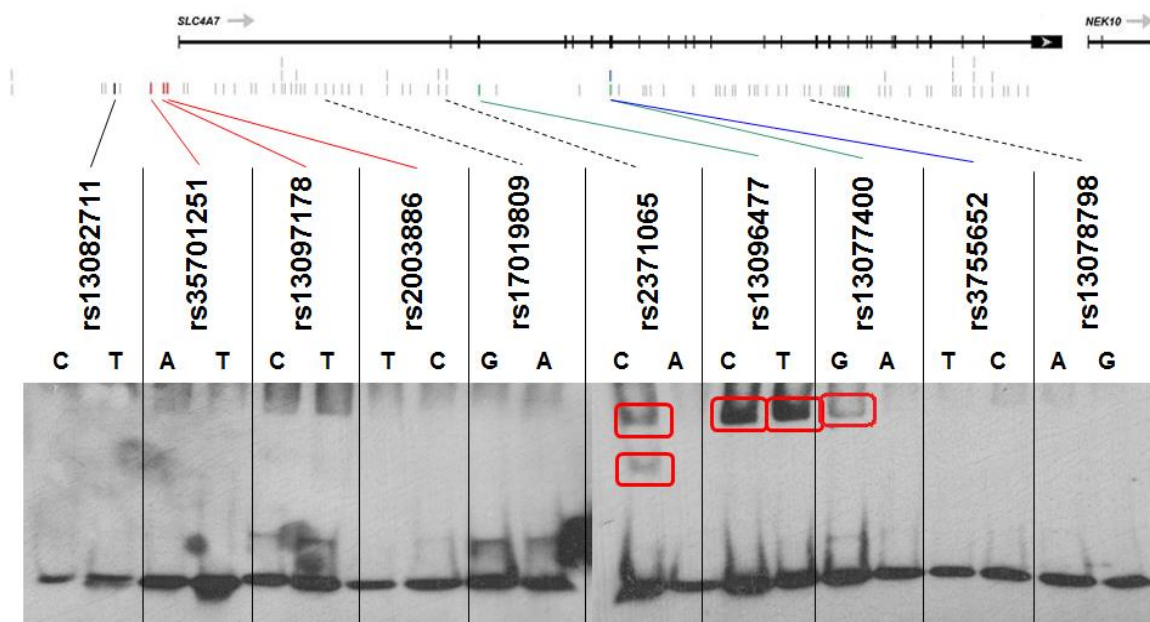 SLC4A7 NEK10
rs13082711
rs35701251
rs13097178
rs2003886
rs17019809
rs2371065
rs13096477
rs13077400
rs3755652
rs13078798
C T A T C T T C G A C A C T G A T C A G